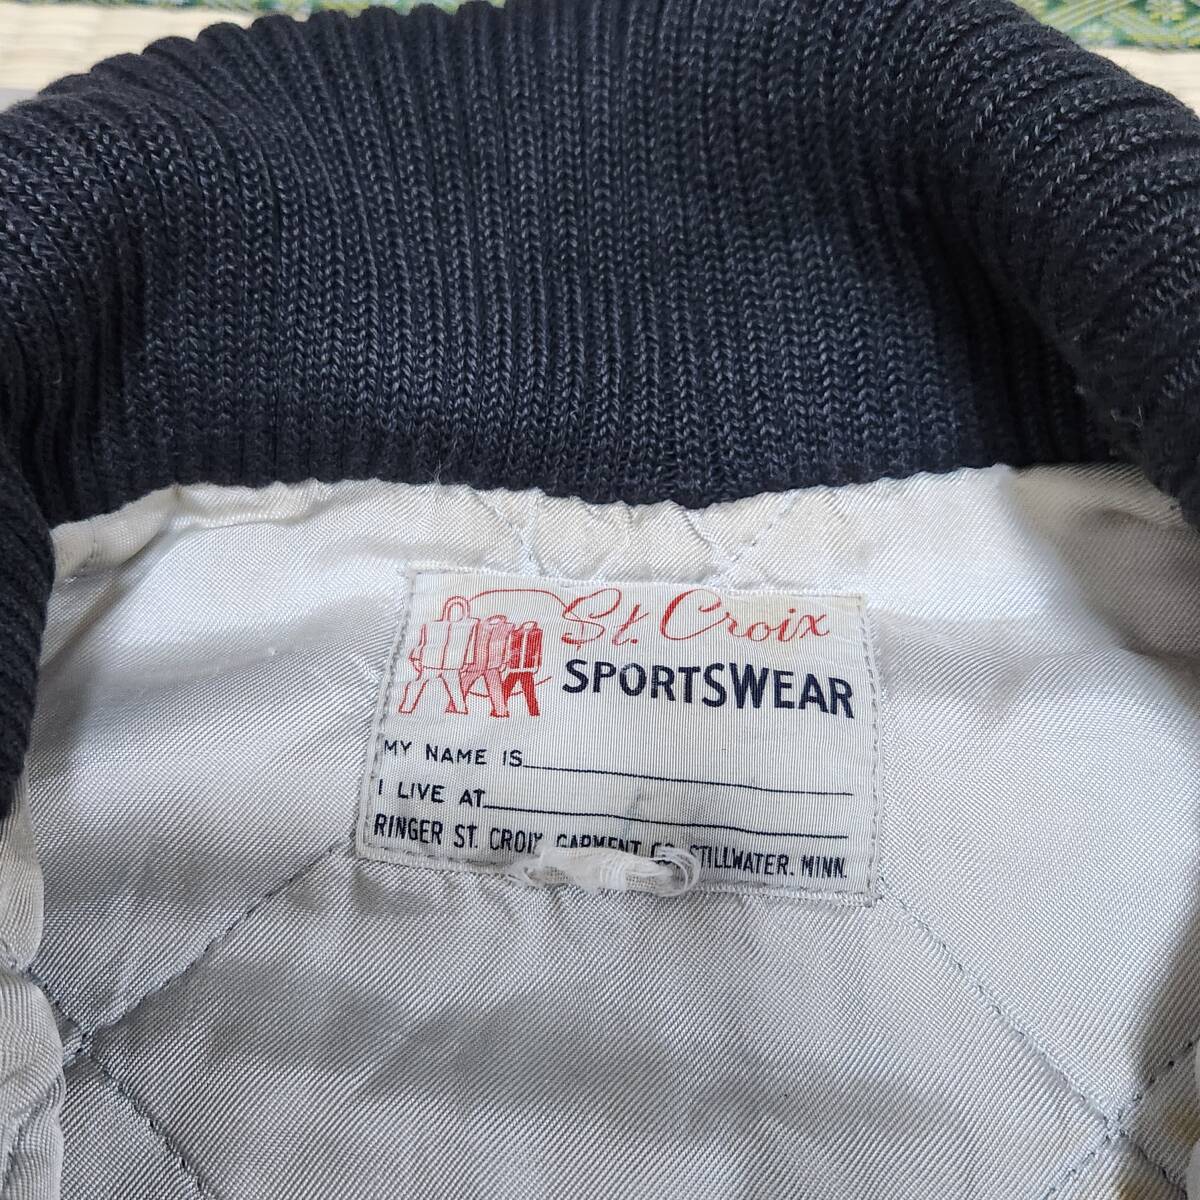 St. Croix
SPORTSWEAR
MY NAME IS
I LIVE AT
RINGER ST. CROIX GARMENT CO. STILLWATER, MINN.